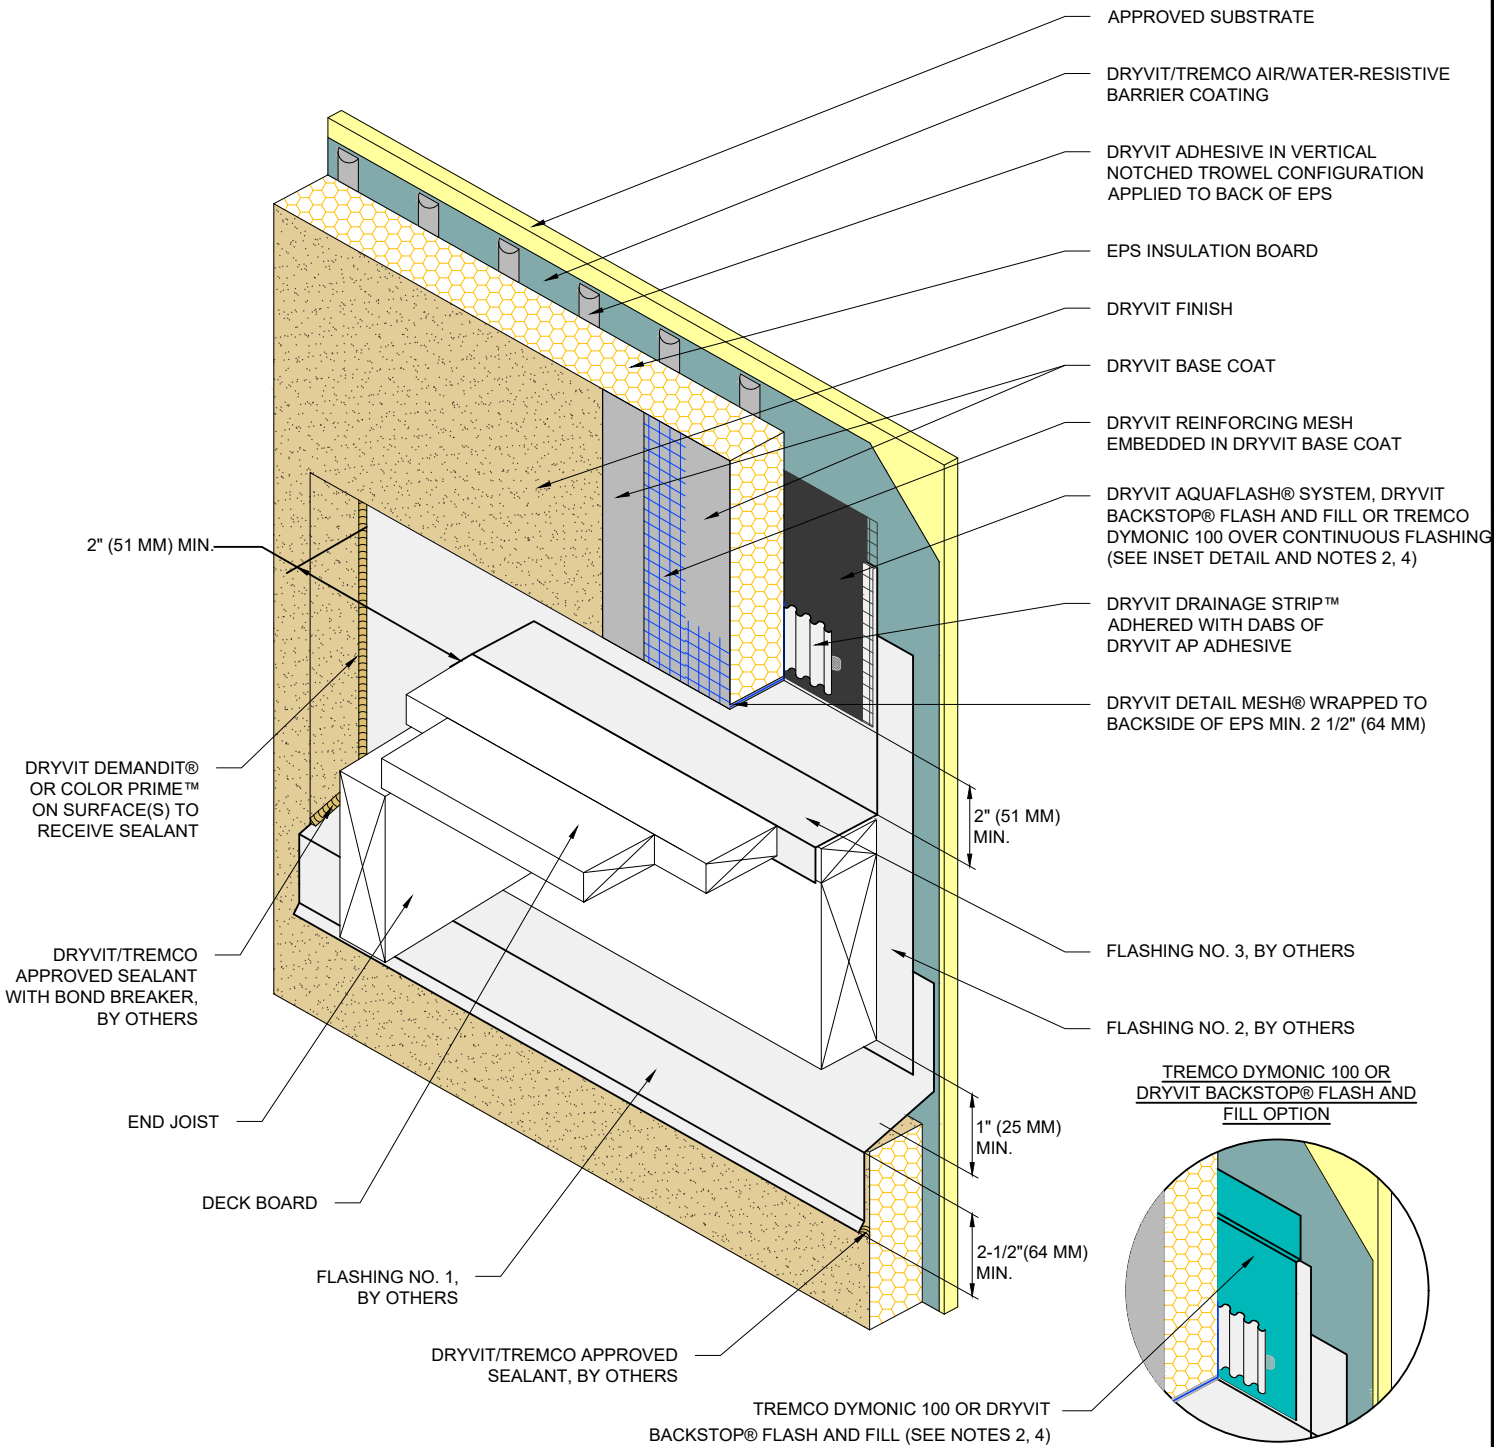 APPROVED SUBSTRATE
DRYVIT/TREMCO AIR/WATER-RESISTIVE
BARRIER COATING
DRYVIT ADHESIVE IN VERTICAL
NOTCHED TROWEL CONFIGURATION
APPLIED TO BACK OF EPS
EPS INSULATION BOARD
DRYVIT FINISH
DRYVIT BASE COAT
DRYVIT REINFORCING MESH
EMBEDDED IN DRYVIT BASE COAT
DRYVIT AQUAFLASH® SYSTEM, DRYVIT
BACKSTOP® FLASH AND FILL OR TREMCO
DYMONIC 100 OVER CONTINUOUS FLASHING
(SEE INSET DETAIL AND NOTES 2, 4)
DRYVIT DRAINAGE STRIP™
ADHERED WITH DABS OF
DRYVIT AP ADHESIVE
DRYVIT DETAIL MESH® WRAPPED TO
BACKSIDE OF EPS MIN. 2 1/2" (64 MM)
2" (51 MM) MIN.
DRYVIT DEMANDIT®
OR COLOR PRIME™
ON SURFACE(S) TO
RECEIVE SEALANT
2" (51 MM)
MIN.
DRYVIT/TREMCO
APPROVED SEALANT
WITH BOND BREAKER,
BY OTHERS
FLASHING NO. 3, BY OTHERS
FLASHING NO. 2, BY OTHERS
END JOIST
1" (25 MM)
MIN.
DECK BOARD
2-1/2"(64 MM)
MIN.
FLASHING NO. 1,
BY OTHERS
DRYVIT/TREMCO APPROVED
SEALANT, BY OTHERS
TREMCO DYMONIC 100 OR
DRYVIT BACKSTOP® FLASH AND
FILL OPTION
TREMCO DYMONIC 100 OR DRYVIT
BACKSTOP® FLASH AND FILL (SEE NOTES 2, 4)